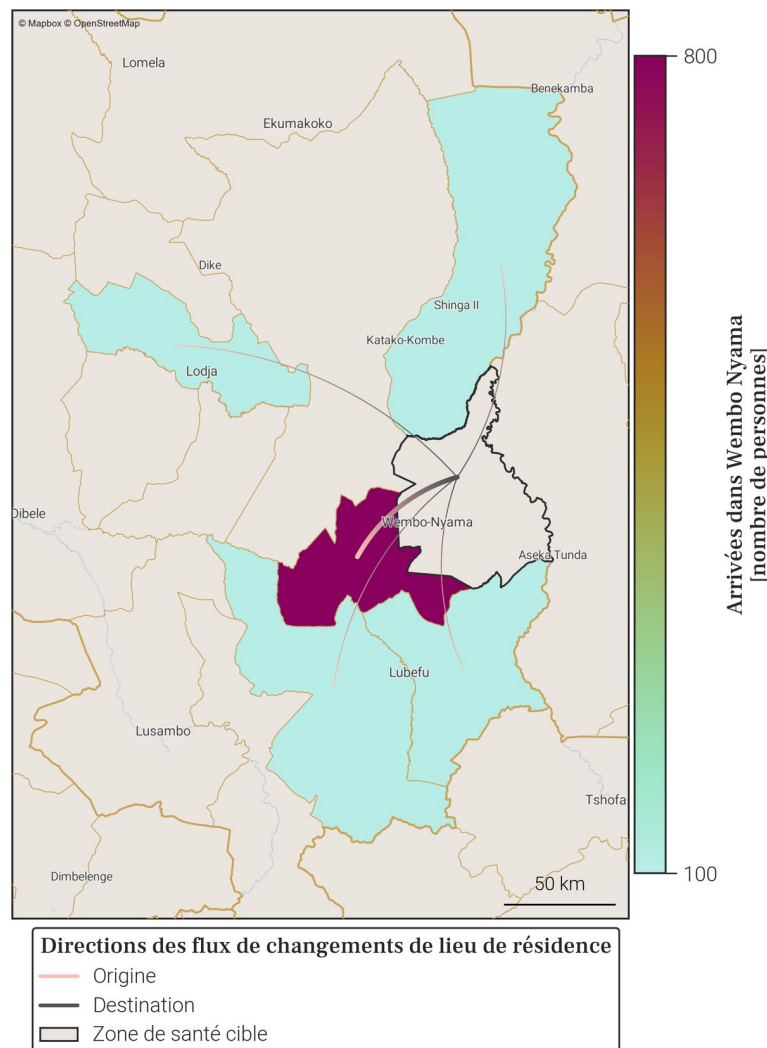 © Mapbox © OpenStreetMap
Lomela
Benekamba
Ekumakoko
Dike
Shinga II
Katako-Kombe
Lodja
Dibele
Wembo-Nyama
Aseka Tunda
Lubefu
Lusambo
Tshofa
Dimbelenge
50 km
800
100
Arrivées dans Wembo Nyama
[nombre de personnes]
Directions des flux de changements de lieu de résidence
Origine
Destination
Zone de santé cible